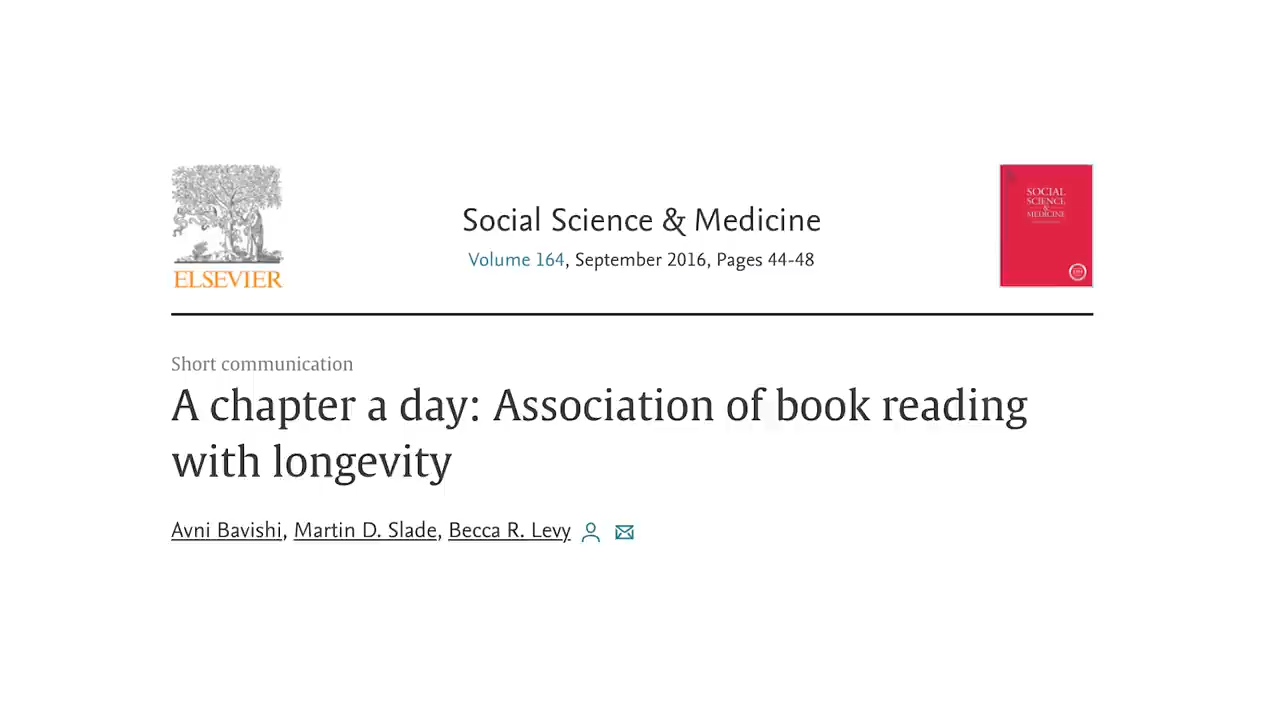 ELSEVIER
Social Science & Medicine
Volume 164, September 2016, Pages 44-48
SOCIAL
SCIENCE
&
MEDICINE
Short communication
A chapter a day: Association of book reading
with longevity
Avni Bavishi, Martin D. Slade, Becca R. Levy